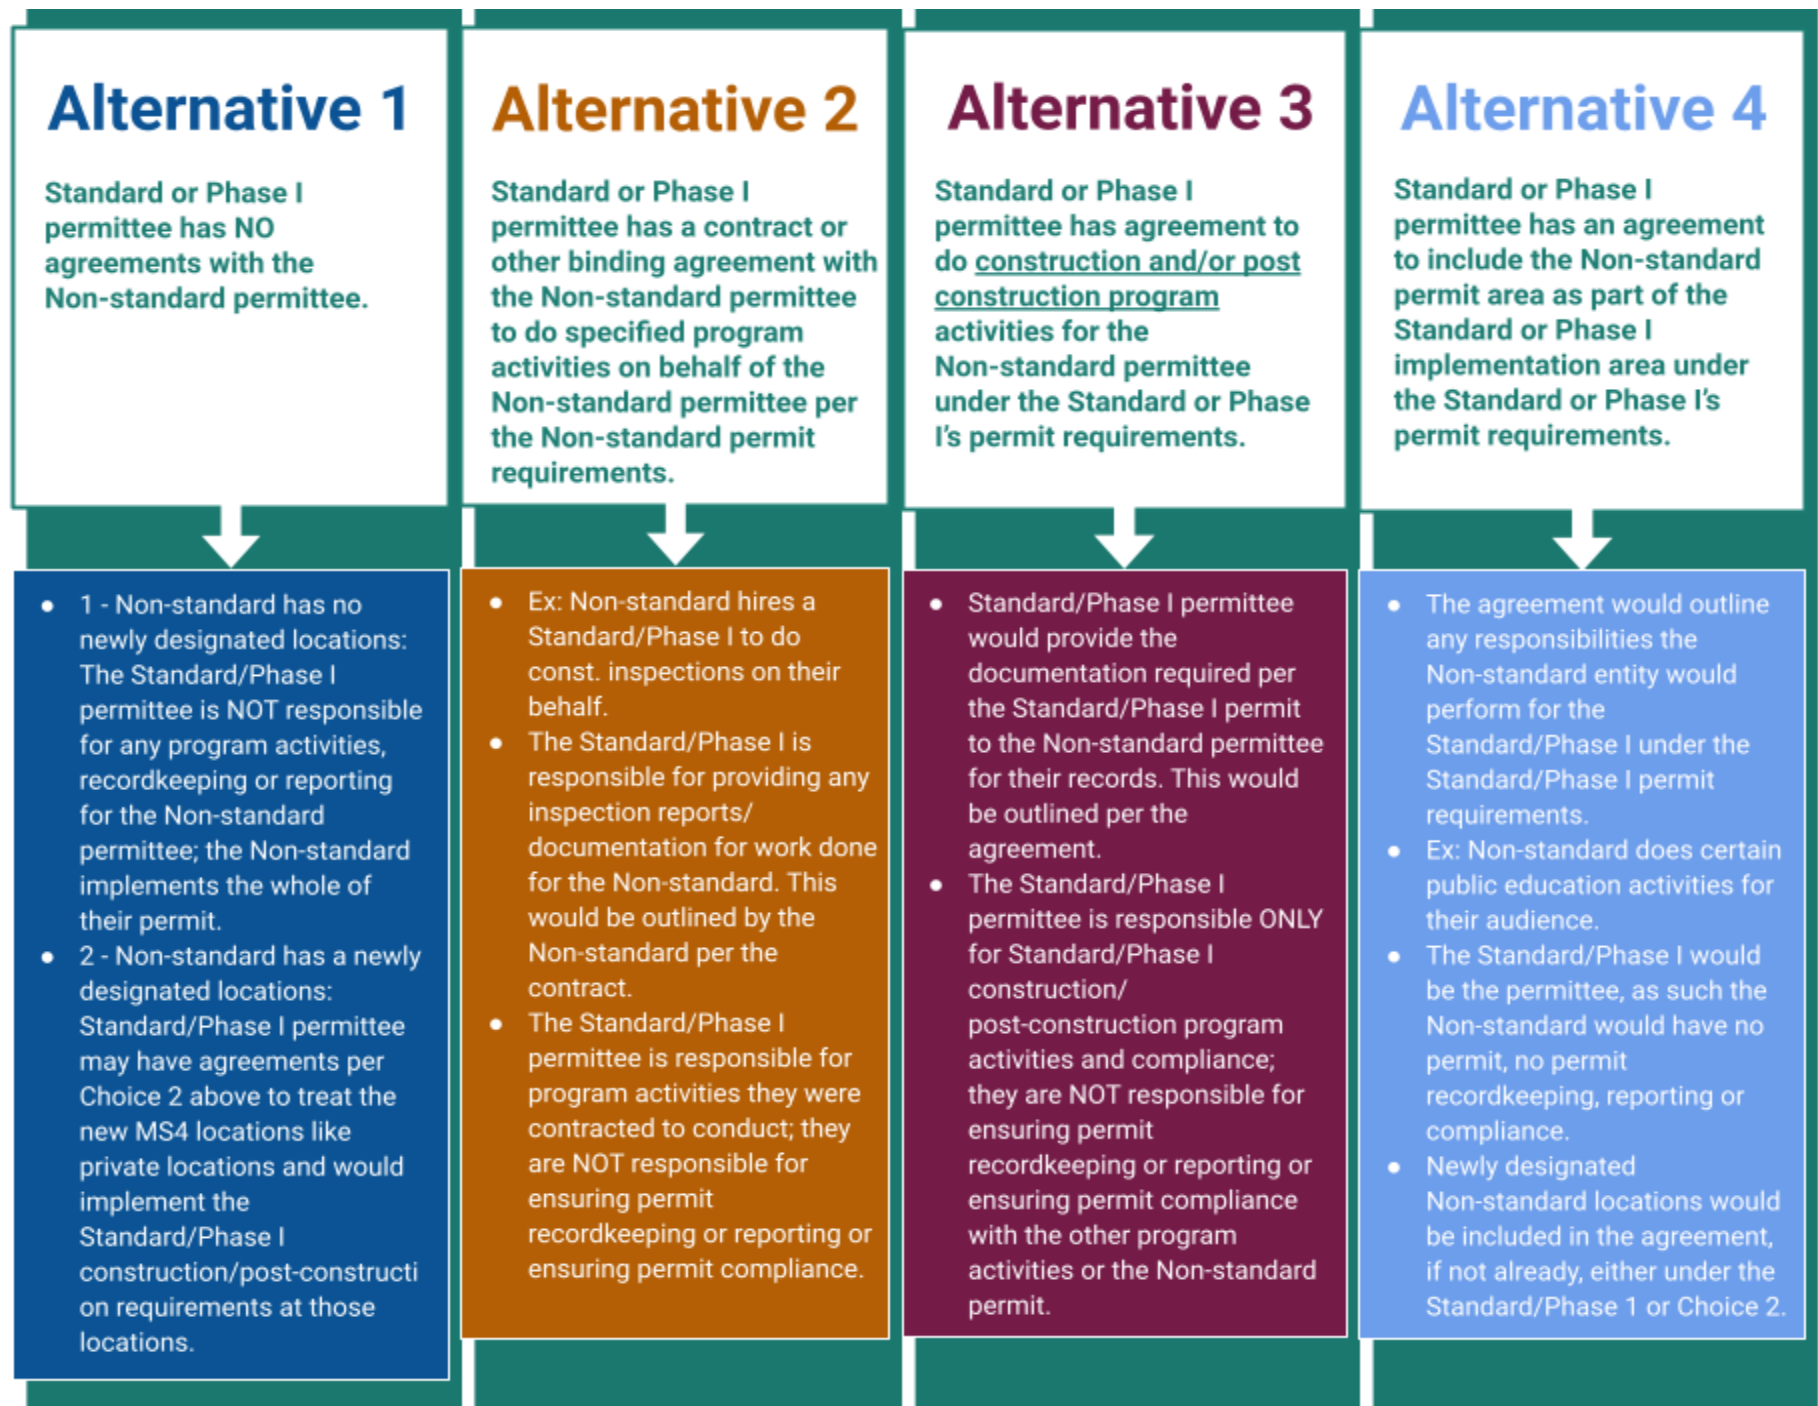 Alternative 1
Standard or Phase I
permittee has NO
agreements with the
Non-standard permittee.
● 1 - Non-standard has no
newly designated locations:
The Standard/Phase I
permittee is NOT responsible
for any program activities,
recordkeeping or reporting
for the Non-standard
permittee; the Non-standard
implements the whole of
their permit.
● 2 - Non-standard has a newly
designated locations:
Standard/Phase I permittee
may have agreements per
Choice 2 above to treat the
new MS4 locations like
private locations and would
implement the
Standard/Phase I
construction/post-constructi
on requirements at those
locations.
Alternative 2
Standard or Phase I
permittee has a contract or
other binding agreement with
the Non-standard permittee
to do specified program
activities on behalf of the
Non-standard permittee per
the Non-standard permit
requirements.
● Ex: Non-standard hires a
Standard/Phase I to do
const. inspections on their
behalf.
● The Standard/Phase I is
responsible for providing any
inspection reports/
documentation for work done
for the Non-standard. This
would be outlined by the
Non-standard per the
contract.
● The Standard/Phase I
permittee is responsible for
program activities they were
contracted to conduct; they
are NOT responsible for
ensuring permit
recordkeeping or reporting or
ensuring permit compliance.
Alternative 3
Standard or Phase I
permittee has agreement to
do construction and/or post
construction program
activities for the
Non-standard permittee
under the Standard or Phase
I's permit requirements.
● Standard/Phase I permittee
would provide the
documentation required per
the Standard/Phase I permit
to the Non-standard permittee
for their records. This would
be outlined per the
agreement.
● The Standard/Phase I
permittee is responsible ONLY
for Standard/Phase I
construction/
post-construction program
activities and compliance;
they are NOT responsible for
ensuring permit
recordkeeping or reporting or
ensuring permit compliance
with the other program
activities or the Non-standard
permit.
Alternative 4
Standard or Phase I
permittee has an agreement
to include the Non-standard
permit area as part of the
Standard or Phase I
implementation area under
the Standard or Phase I's
permit requirements.
● The agreement would outline
any responsibilities the
Non-standard entity would
perform for the
Standard/Phase I under the
Standard/Phase I permit
requirements.
● Ex: Non-standard does certain
public education activities for
their audience.
● The Standard/Phase I would
be the permittee, as such the
Non-standard would have no
permit, no permit
recordkeeping, reporting or
compliance.
● Newly designated
Non-standard locations would
be included in the agreement,
if not already, either under the
Standard/Phase 1 or Choice 2.